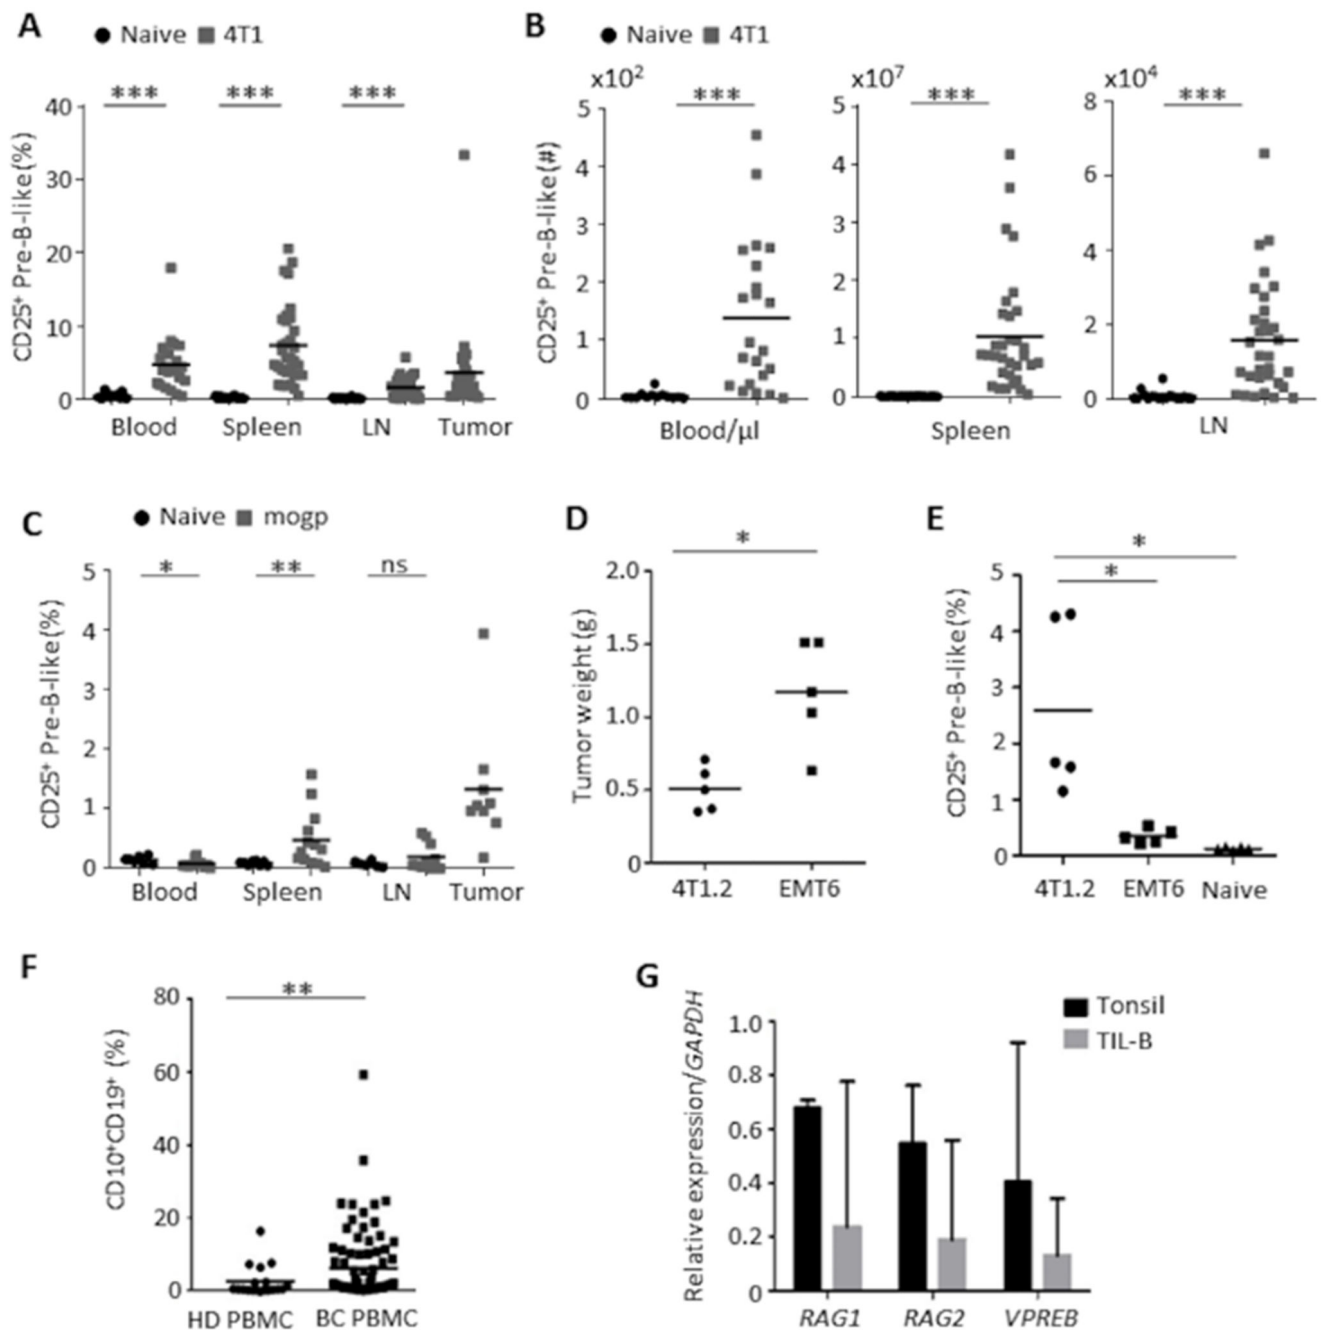 A
Naive 4T1
CD25⁺ Pre-B-like (%)
40
30
20
10
0
*** *** ***
Blood Spleen LN Tumor
B
Naive 4T1
CD25⁺ Pre-B-like (#)
x10²
5
4
3
2
1
0
***
Blood/µl
x10⁷
5
4
3
2
1
0
***
Spleen
x10⁴
8
6
4
2
0
***
LN
C
Naive mogp
CD25⁺ Pre-B-like (%)
5
4
3
2
1
0
* ** ns
Blood Spleen LN Tumor
D
Tumor weight (g)
2.0
1.5
1.0
0.5
0
*
4T1.2 EMT6
E
CD25⁺ Pre-B-like (%)
5
4
3
2
1
0
*
*
4T1.2 EMT6 Naive
F
CD10⁺CD19⁺ (%)
80
60
40
20
0
**
HD PBMC BC PBMC
G
Relative expression/GAPDH
1.0
0.8
0.6
0.4
0.2
0
Tonsil
TIL-B
RAG1 RAG2 VPREB